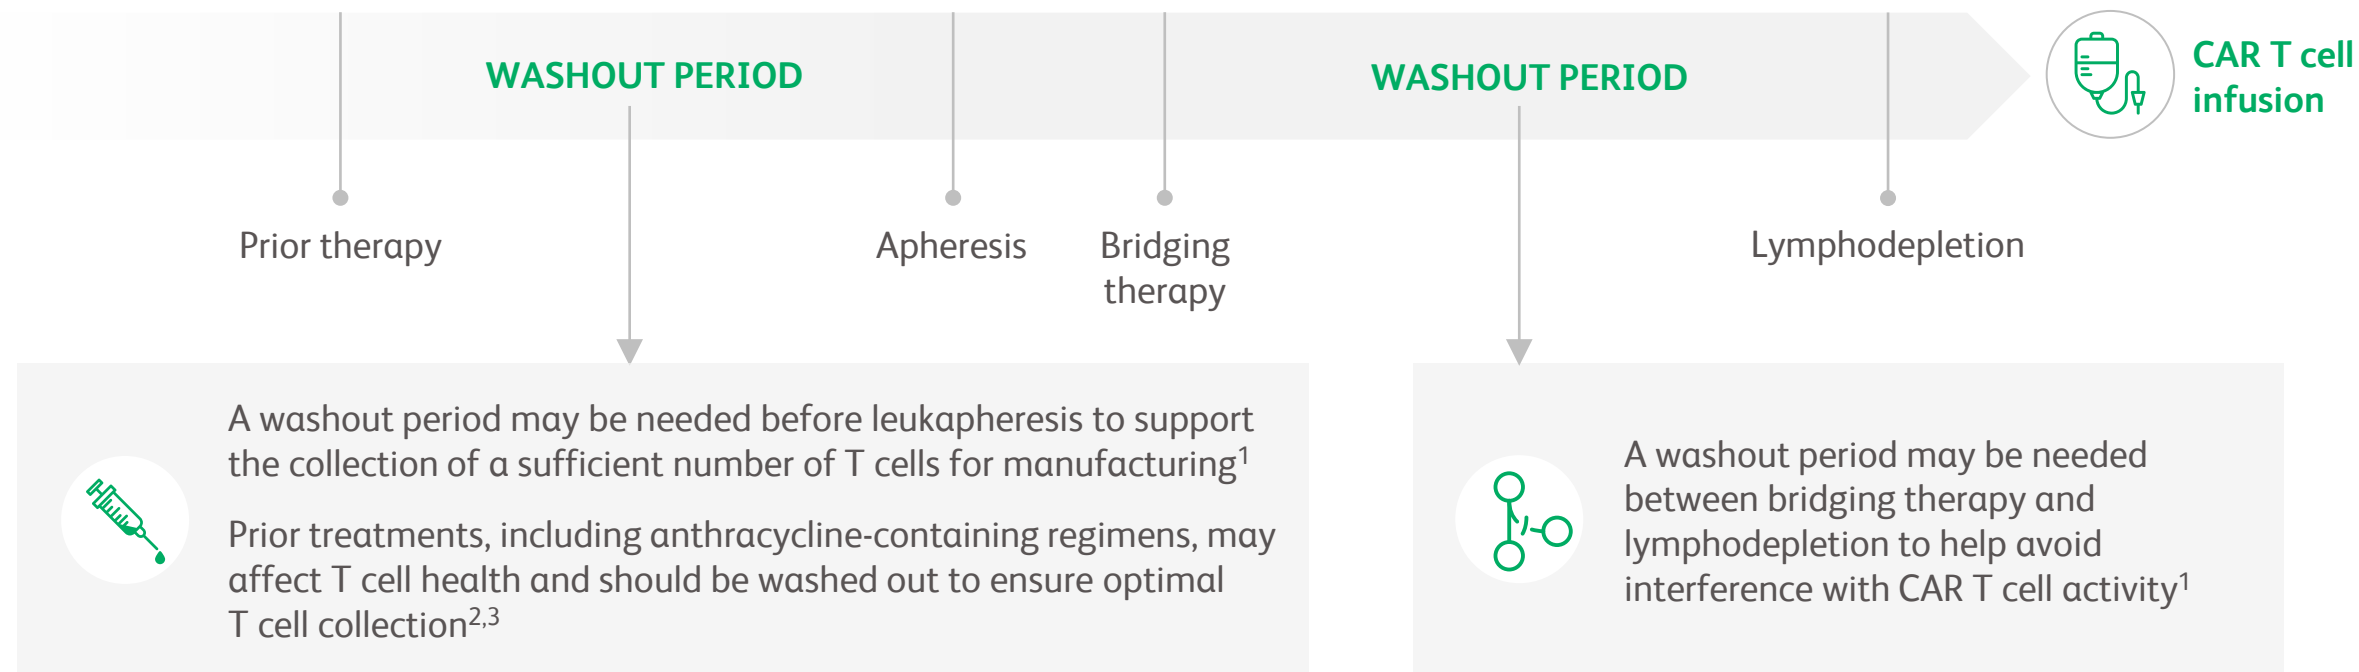 WASHOUT PERIOD
WASHOUT PERIOD
CAR T cell
infusion
Prior therapy
Apheresis
Bridging
therapy
Lymphodepletion
A washout period may be needed before leukapheresis to support
the collection of a sufficient number of T cells for manufacturing1
Prior treatments, including anthracycline-containing regimens, may
affect T cell health and should be washed out to ensure optimal
T cell collection2,3
A washout period may be needed
between bridging therapy and
lymphodepletion to help avoid
interference with CAR T cell activity1